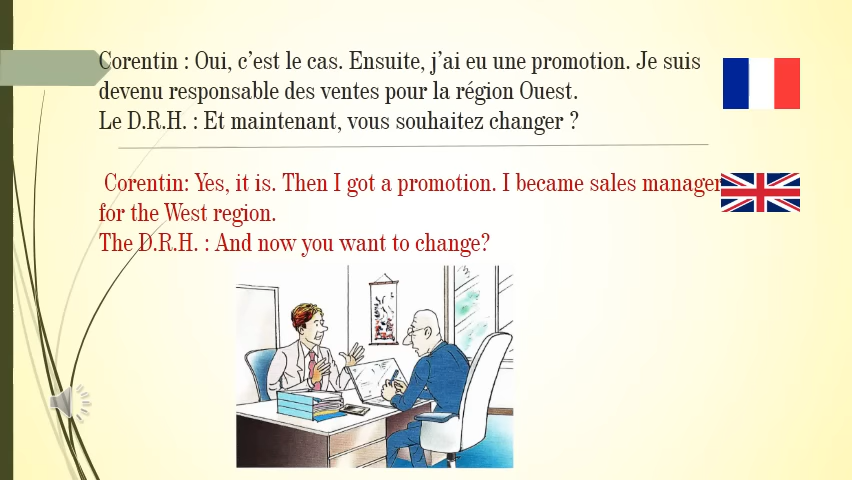 Corentin : Oui, c’est le cas. Ensuite, j’ai eu une promotion. Je suis
devenu responsable des ventes pour la région Ouest.
Le D.R.H. : Et maintenant, vous souhaitez changer ?
Corentin: Yes, it is. Then I got a promotion. I became sales manager
for the West region.
The D.R.H. : And now you want to change?